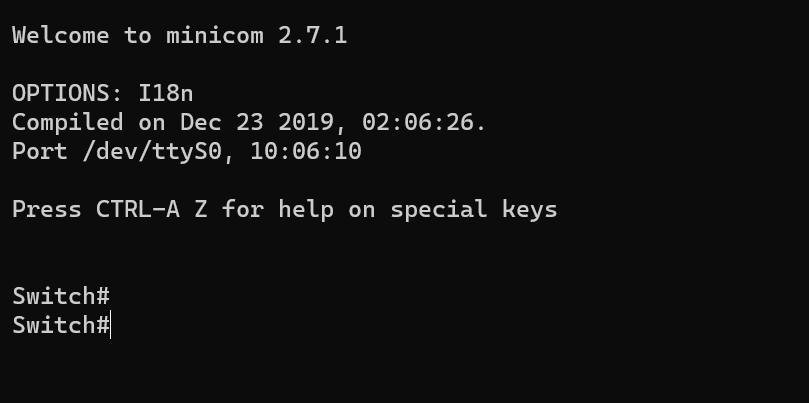 Welcome to minicom 2.7.1
OPTIONS: I18n
Compiled on Dec 23 2019, 02:06:26.
Port /dev/ttyS0, 10:06:10
Press CTRL-A Z for help on special keys
Switch#
Switch#